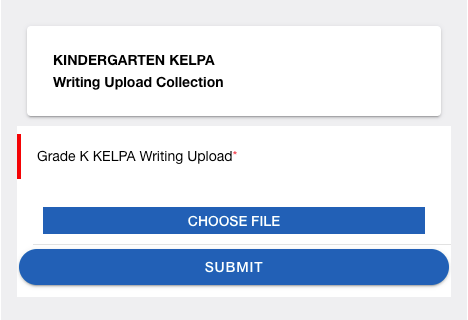 KINDERGARTEN KELPA
Writing Upload Collection
Grade K KELPA Writing Upload*
CHOOSE FILE
SUBMIT